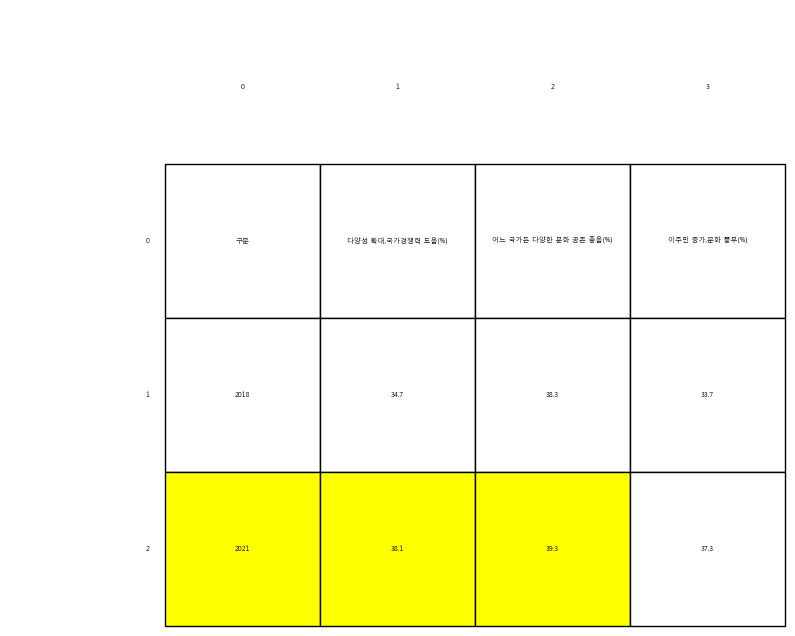 0 1 2 3
0 구분 다양성 확대,국가경쟁력 도움(%) 어느 국가든 다양한 문화 공존 좋음(%) 이주민 증가,문화 풍부(%)
1 2018 34.7 38.3 33.7
2 2021 38.1 39.3 37.3